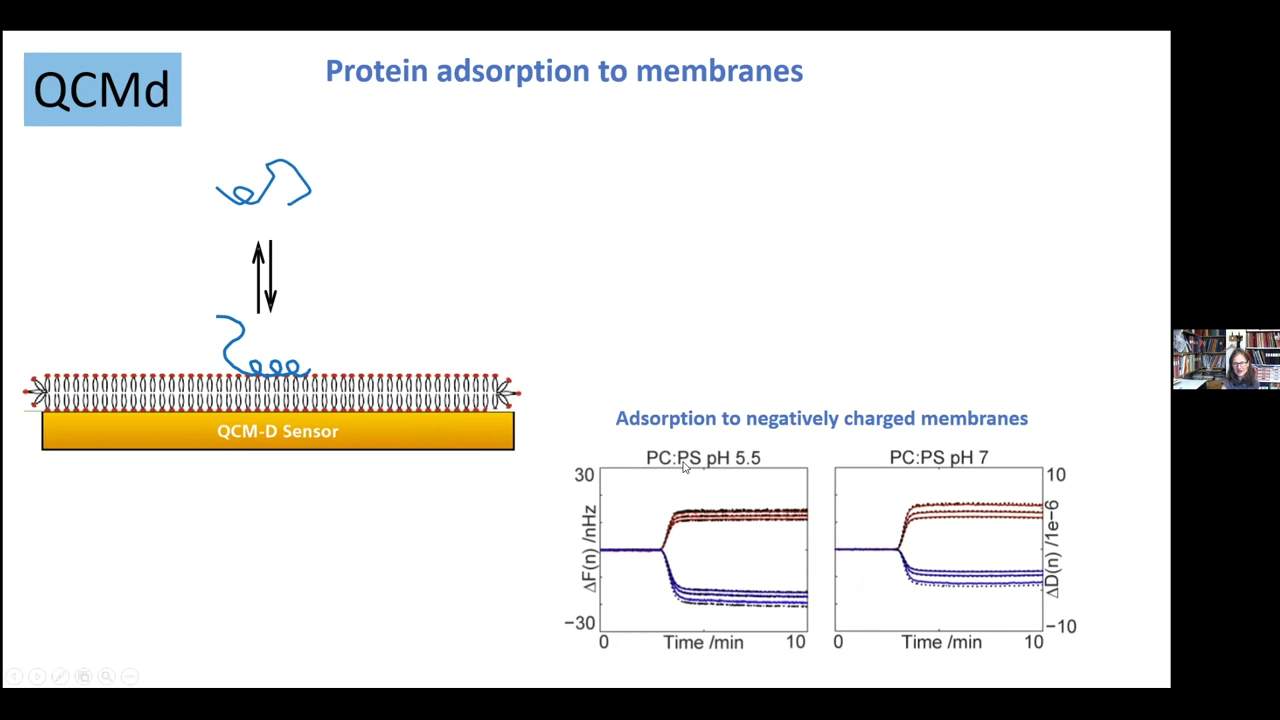 QCMd
Protein adsorption to membranes
QCM-D Sensor
Adsorption to negatively charged membranes
PC:PS pH 5.5
30
ΔF(n) /nHz
−30
0
Time /min
10
PC:PS pH 7
10
ΔD(n) /1e−6
−10
0
Time /min
10